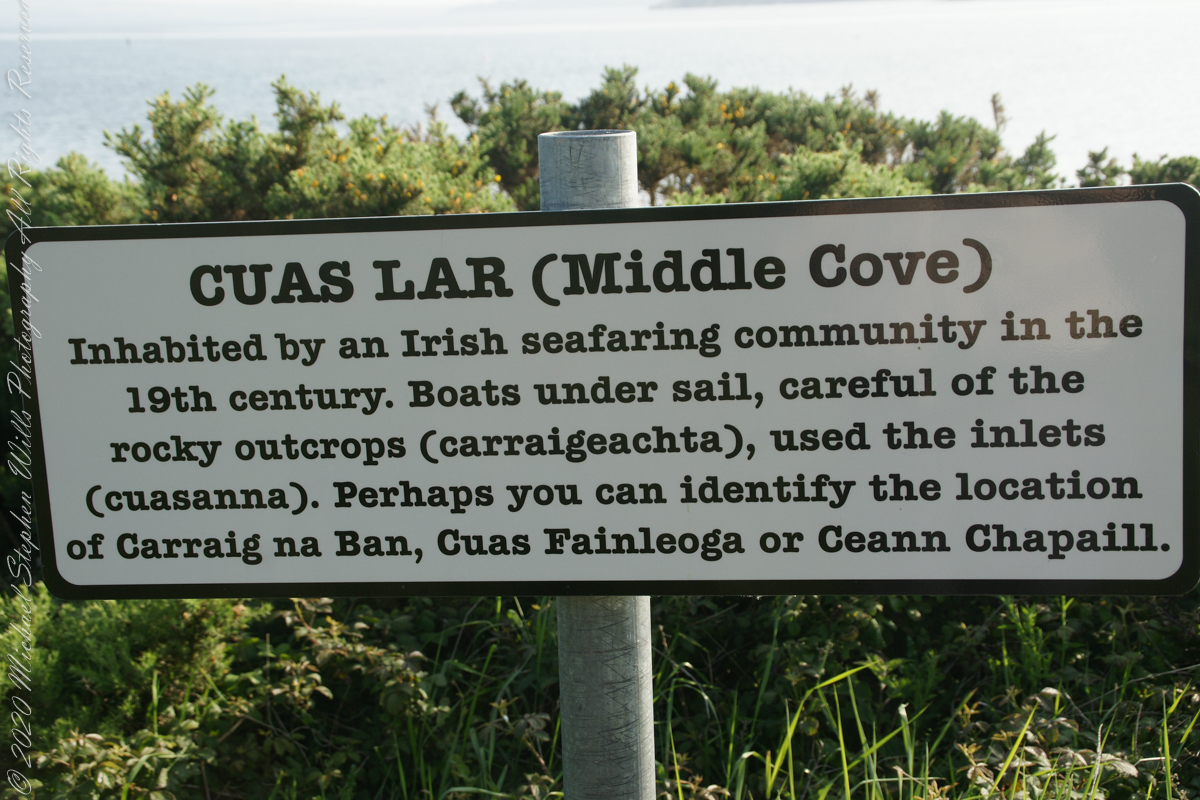 CUAS LAR (Middle Cove)
Inhabited by an Irish seafaring community in the
19th century. Boats under sail, careful of the
rocky outcrops (carraigeachta), used the inlets
(cuasanna). Perhaps you can identify the location
of Carraig na Ban, Cuas Fainleoga or Ceann Chapaill.
© 2020 Michael Stephen Wills Photography All Rights Reserved